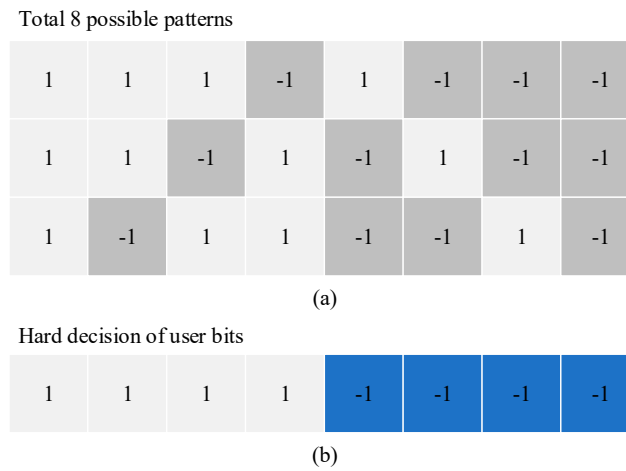 Total 8 possible patterns
1 1 1 -1 1 -1 -1 -1
1 1 -1 1 -1 1 -1 -1
1 -1 1 1 -1 -1 1 -1
(a)
Hard decision of user bits
1 1 1 1 -1 -1 -1 -1
(b)